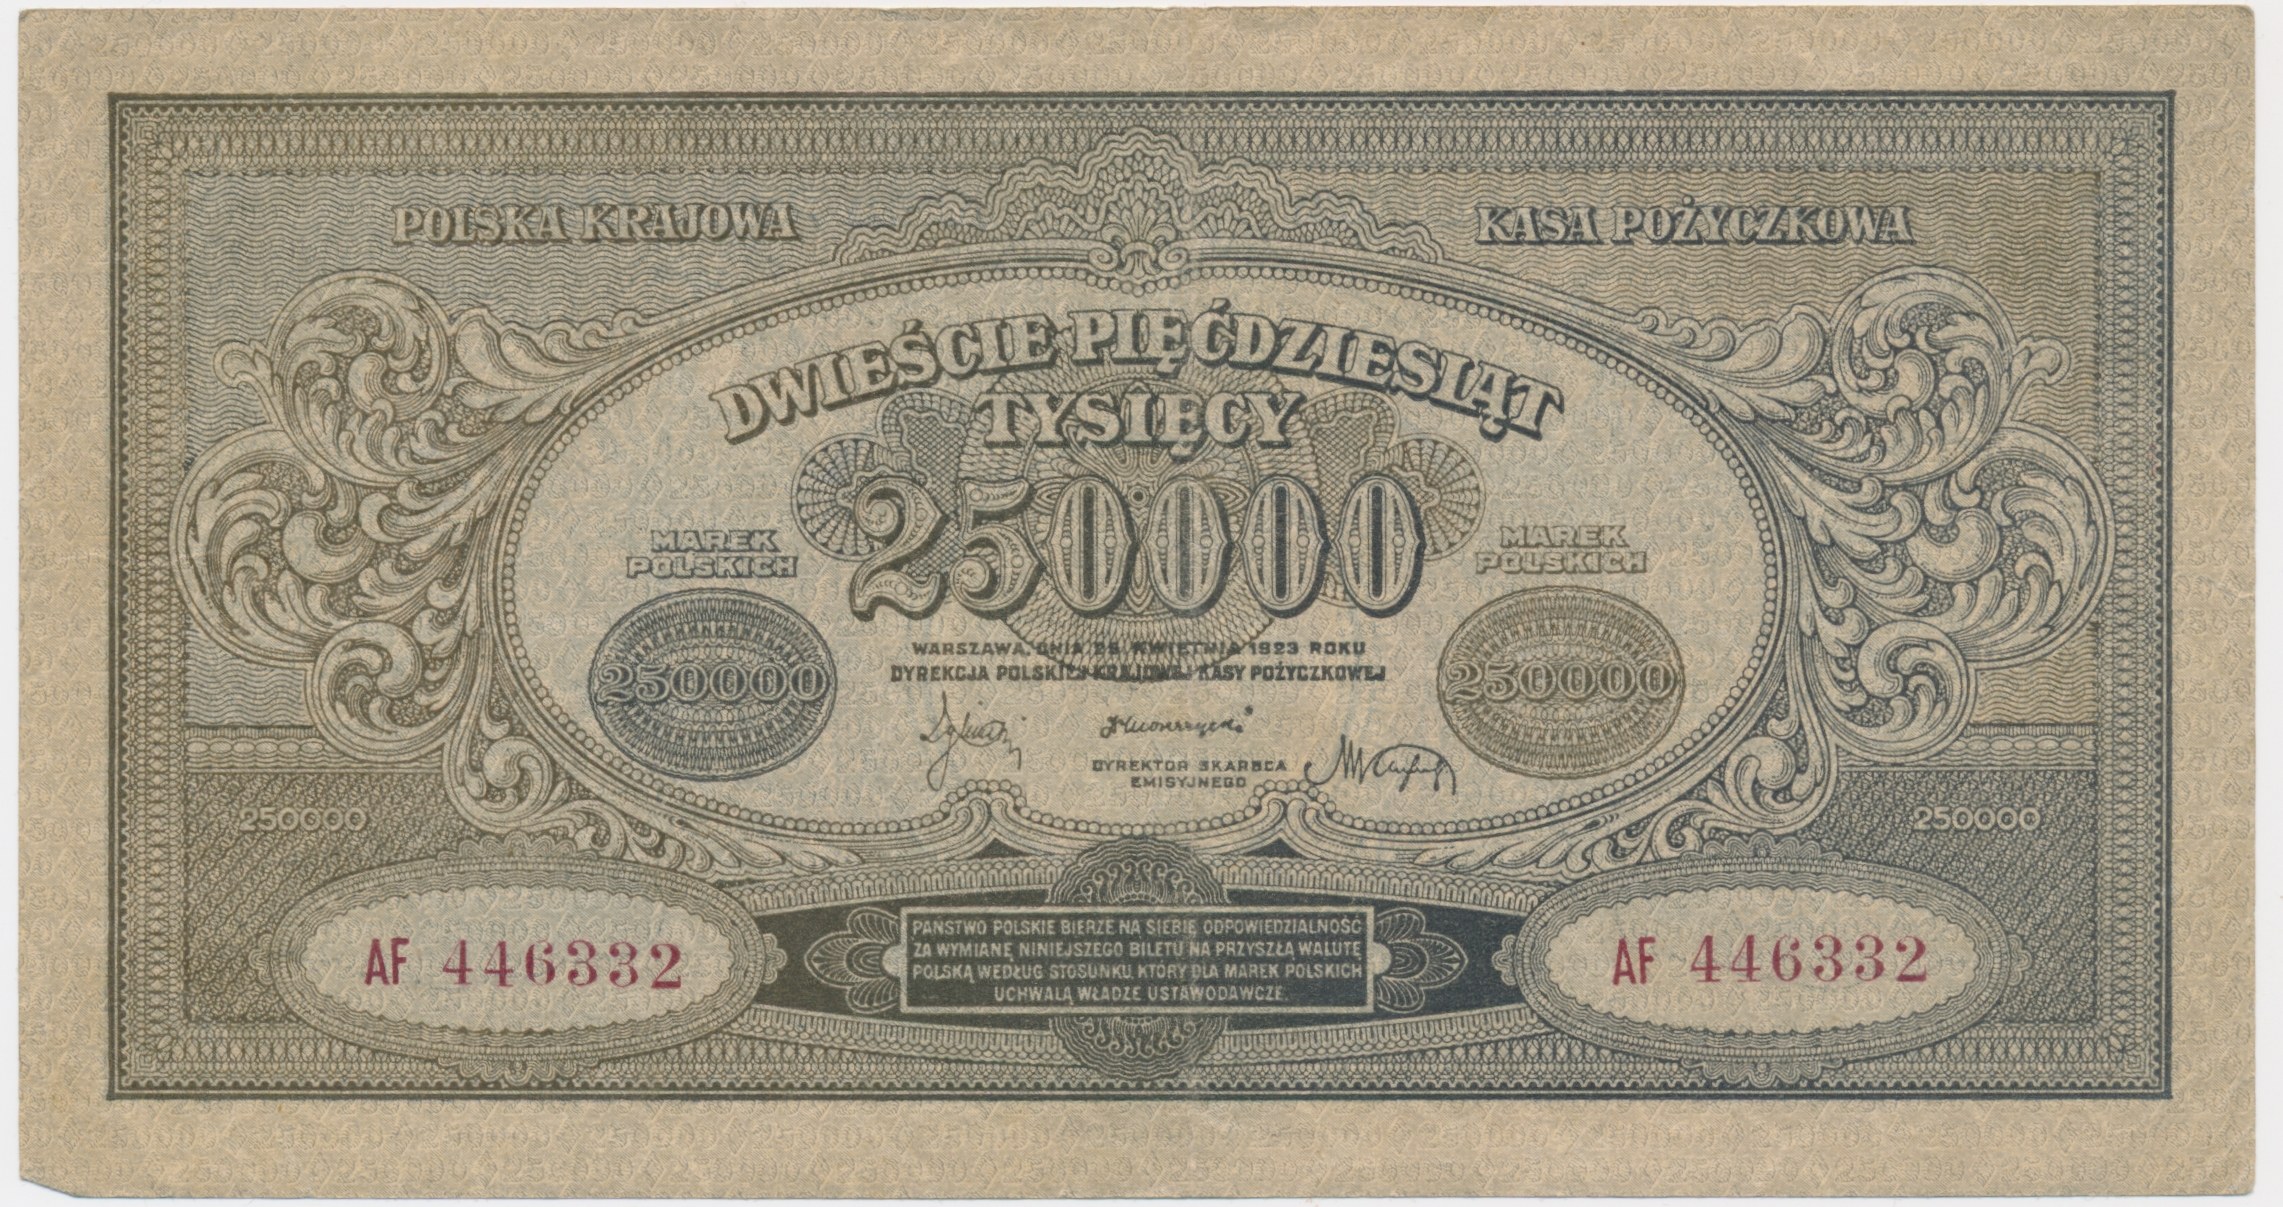 POLSKA KRAJOWA KASA POŻYCZKOWA
DWIEŚCIE PIĘĆDZIESIĄT
TYSIĘCY
250000
MAREK
POLSKICH
MAREK
POLSKICH
250000
250000
WARSZAWA, DNIA 25 KWIETNIA 1923 ROKU
DYREKCJA POLSKIEJ KRAJOWEJ KASY POŻYCZKOWEJ
DYREKTOR SKARBCA
EMISYJNEGO
250000
250000
AF 446332
AF 446332
PAŃSTWO POLSKIE BIERZE NA SIEBIE ODPOWIEDZIALNOŚĆ
ZA WYMIANĘ NINIEJSZEGO BILETU NA PRZYSZŁĄ WALUTĘ
POLSKĄ WEDŁUG STOSUNKU, KTÓRY DLA MAREK POLSKICH
UCHWALĄ WŁADZE USTAWODAWCZE.